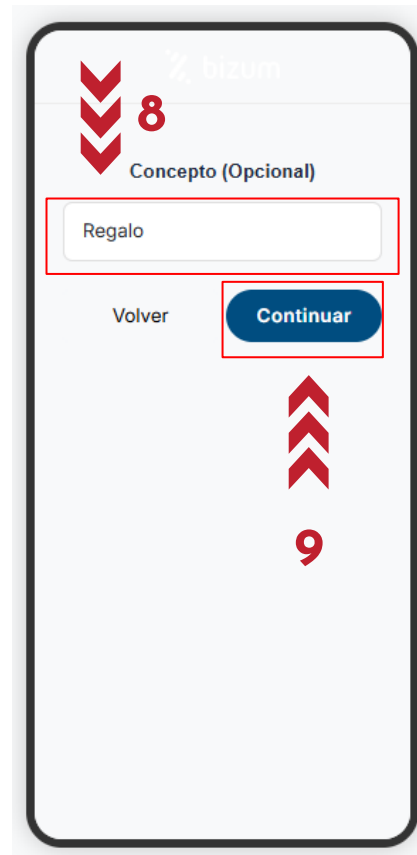 bizum
8
Concepto (Opcional)
Regalo
Volver Continuar
9